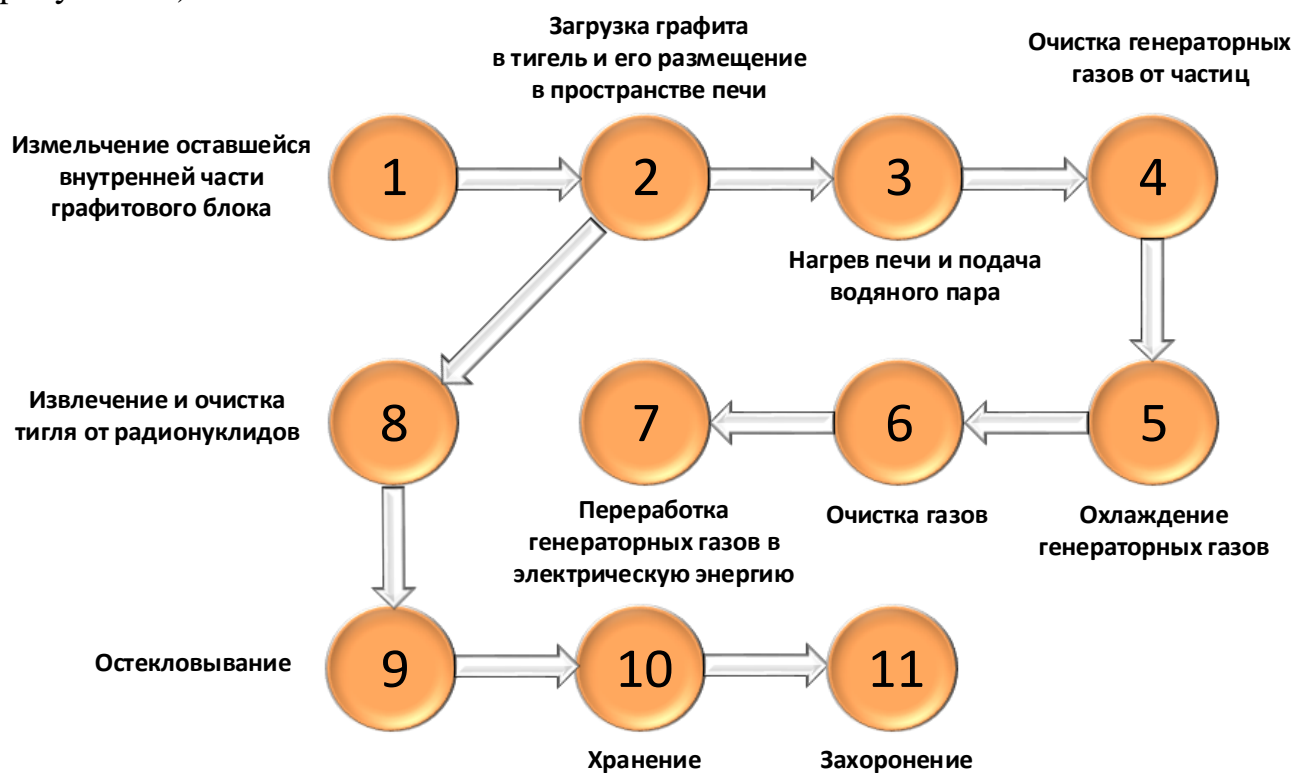 Загрузка графита
в тигель и его размещение
в пространстве печи
Очистка генераторных
газов от частиц
Измельчение оставшейся
внутренней части
графитового блока
1
2
3
4
Нагрев печи и подача
водяного пара
Извлечение и очистка
тигля от радионуклидов
8
7
6
5
Переработка
генераторных газов в
электрическую энергию
Очистка газов
Охлаждение
генераторных газов
Остекловывание
9
10
11
Хранение
Захоронение